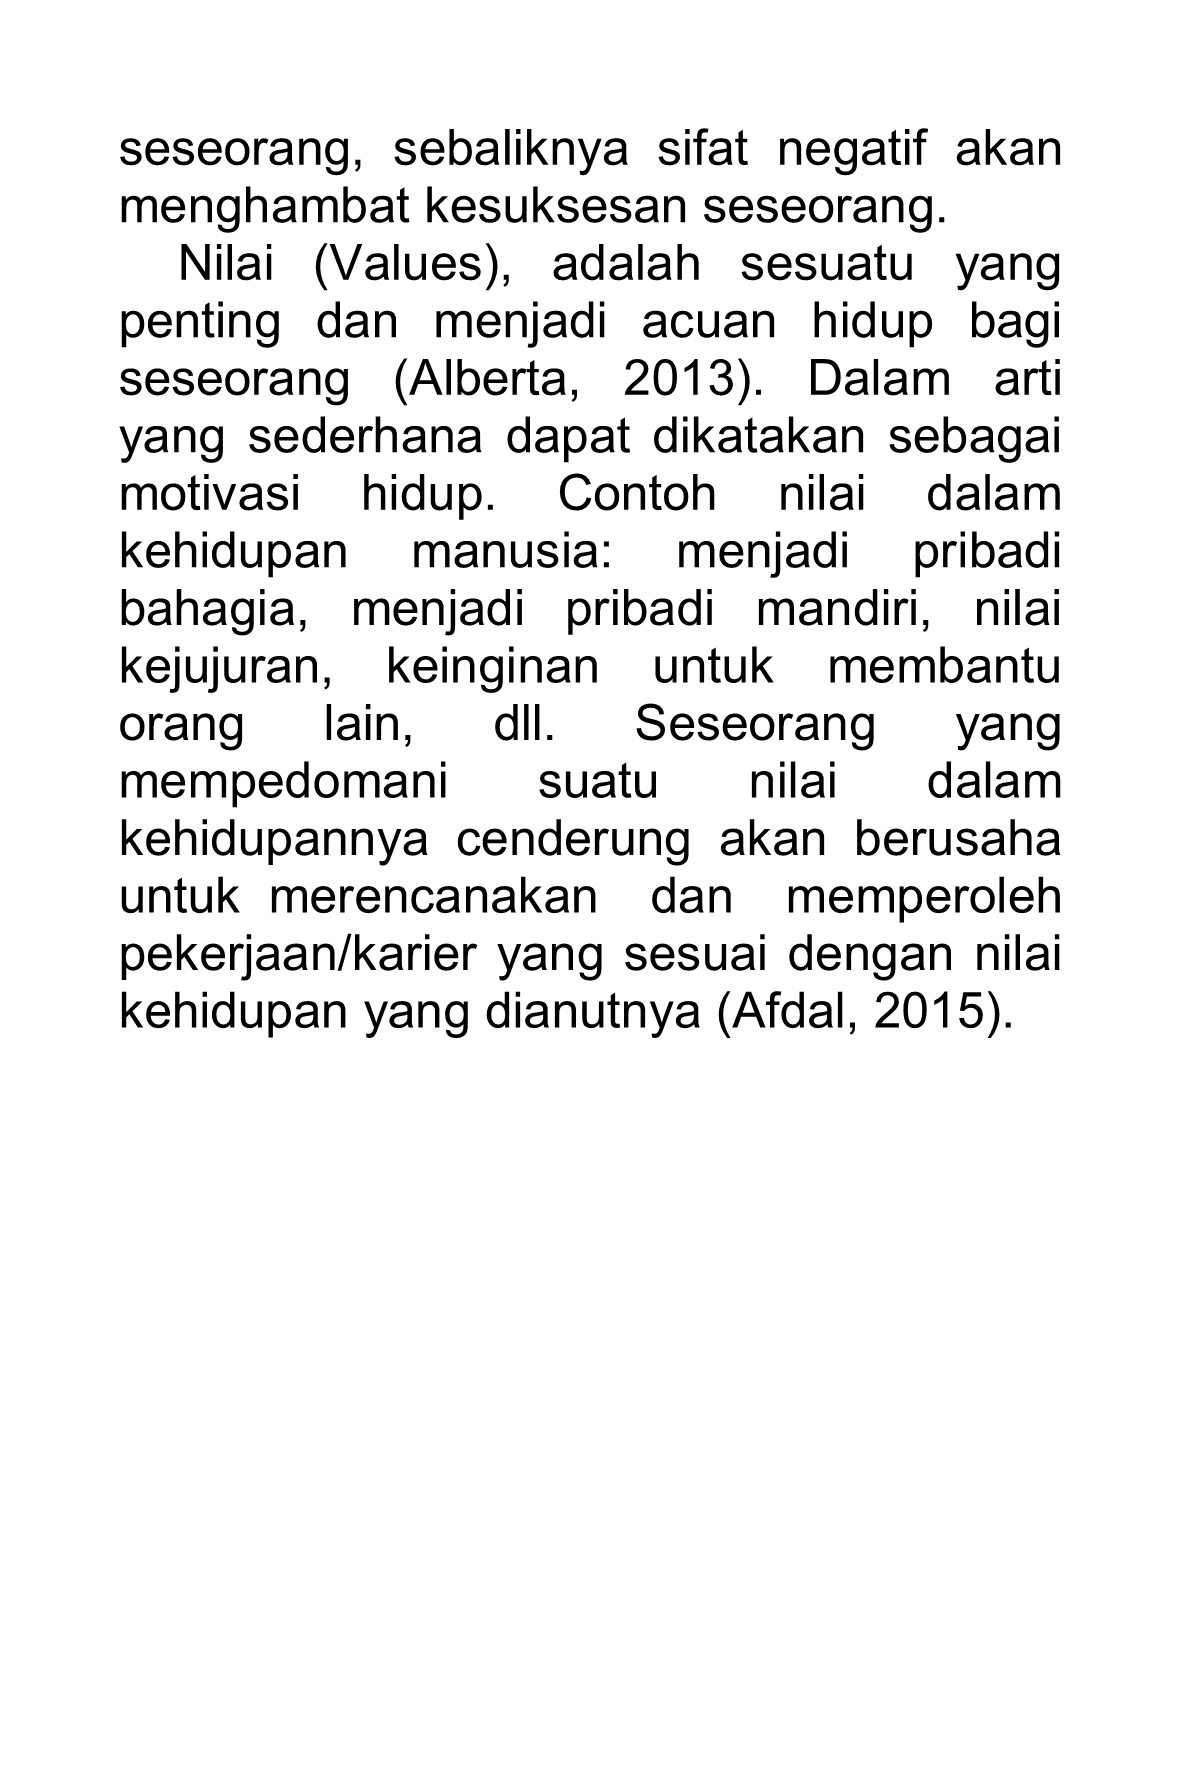 seseorang, sebaliknya sifat negatif akan
menghambat kesuksesan seseorang.
Nilai (Values), adalah sesuatu yang
penting dan menjadi acuan hidup bagi
seseorang (Alberta, 2013). Dalam arti
yang sederhana dapat dikatakan sebagai
motivasi hidup. Contoh nilai dalam
kehidupan manusia: menjadi pribadi
bahagia, menjadi pribadi mandiri, nilai
kejujuran, keinginan untuk membantu
orang lain, dll. Seseorang yang
mempedomani suatu nilai dalam
kehidupannya cenderung akan berusaha
untuk merencanakan dan memperoleh
pekerjaan/karier yang sesuai dengan nilai
kehidupan yang dianutnya (Afdal, 2015).